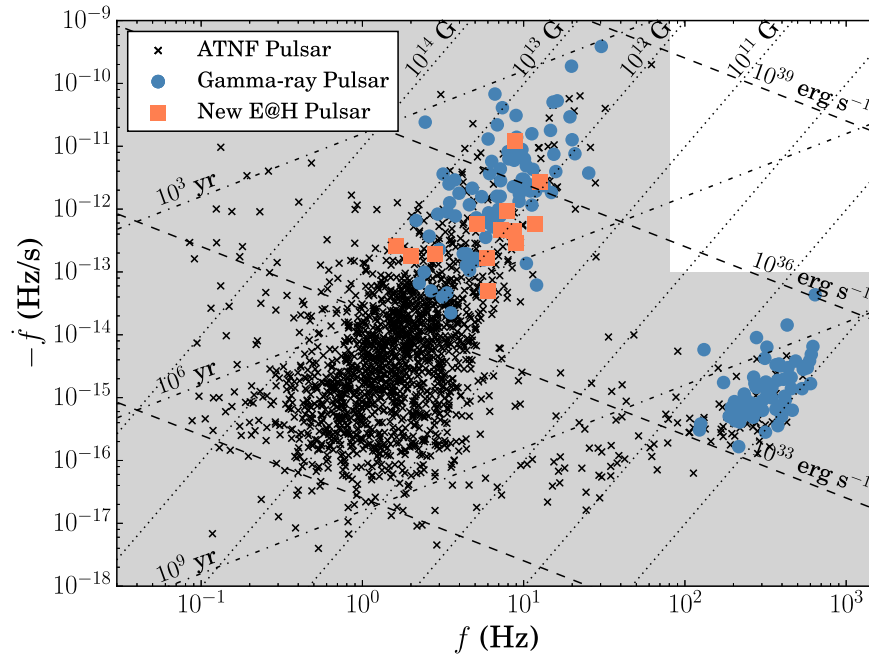 ATNF Pulsar
Gamma-ray Pulsar
New E@H Pulsar
10^14 G
10^13 G
10^12 G
10^11 G
10^39 erg s^−1
10^36 erg s^−1
10^33 erg s^−1
10^3 yr
10^6 yr
10^9 yr
10^−9
10^−10
10^−11
10^−12
10^−13
10^−14
10^−15
10^−16
10^−17
10^−18
−ḟ (Hz/s)
10^−1
10^0
10^1
10^2
10^3
f (Hz)